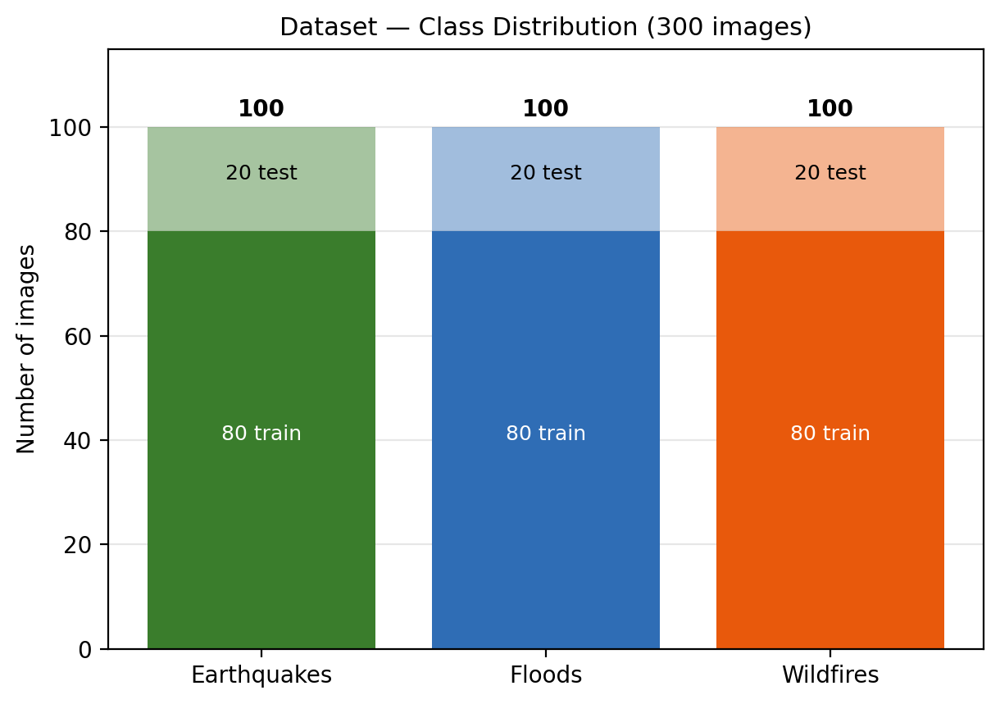 Dataset — Class Distribution (300 images)
100 100 100
100
20 test 20 test 20 test
80
60
80 train 80 train 80 train
40
20
0
Number of images
Earthquakes Floods Wildfires